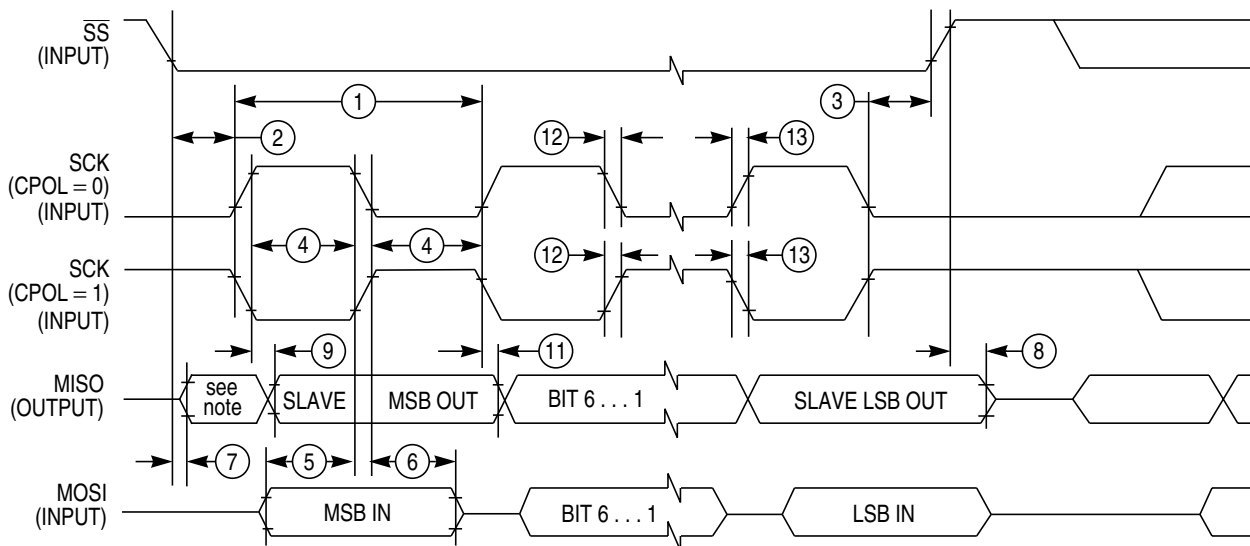 SS
(INPUT)
1
3
2
12
13
SCK
(CPOL = 0)
(INPUT)
4
4
12
13
SCK
(CPOL = 1)
(INPUT)
9
11
8
MISO
(OUTPUT)
see
note
SLAVE
MSB OUT
BIT 6 . . . 1
SLAVE LSB OUT
7
5
6
MOSI
(INPUT)
MSB IN
BIT 6 . . . 1
LSB IN